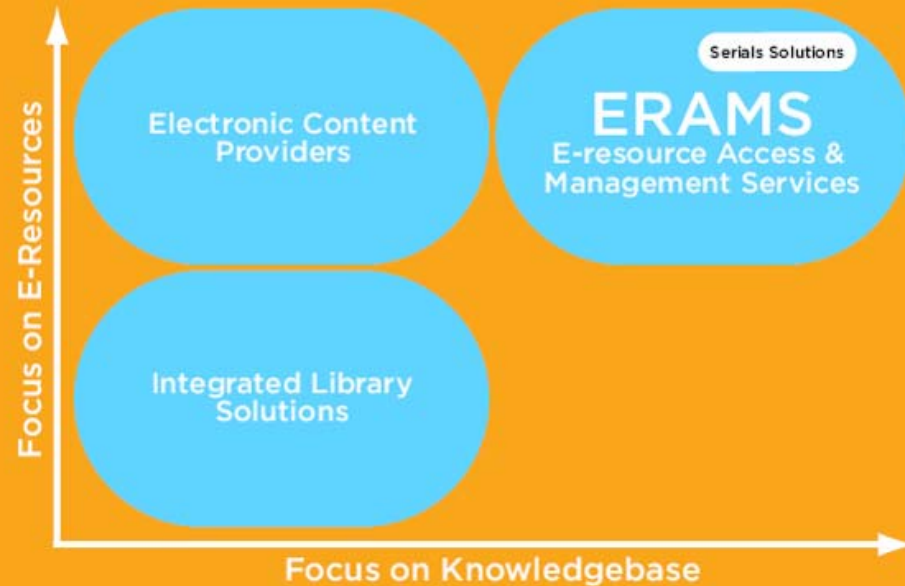 Focus on E-Resources
Electronic Content
Providers
Serials Solutions
ERAMS
E-resource Access &
Management Services
Integrated Library
Solutions
Focus on Knowledgebase